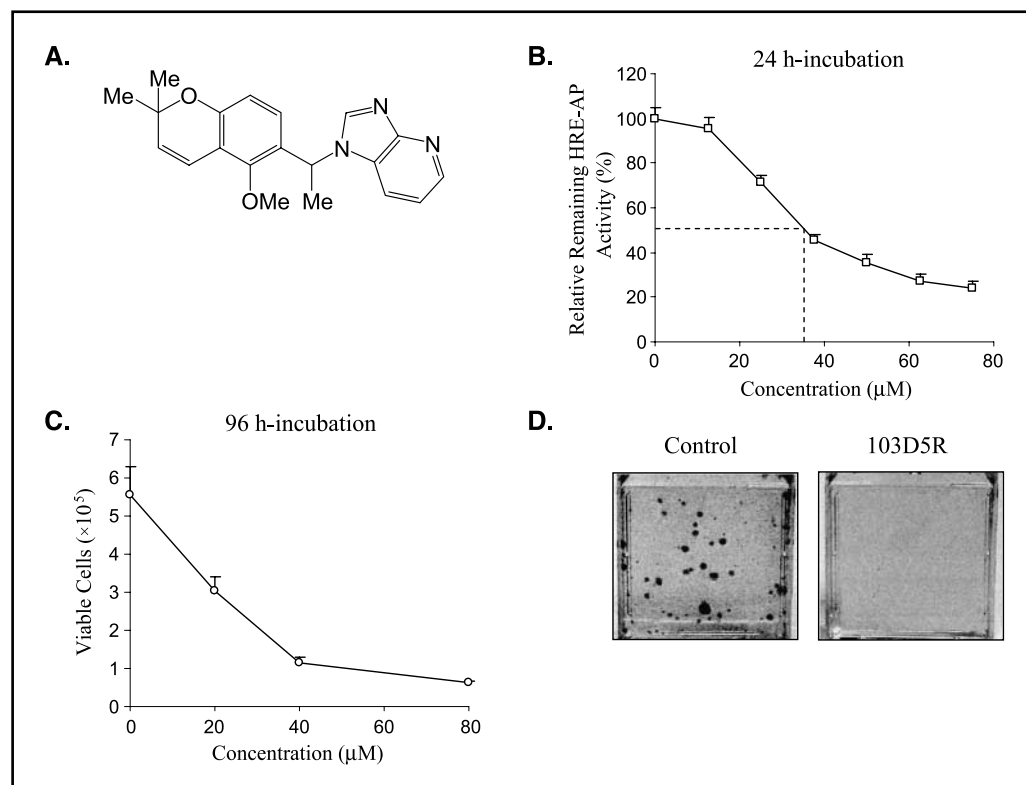 A.
Me
Me
O
N
N
N
OMe
Me
B.
24 h-incubation
Relative Remaining HRE-AP
Activity (%)
120
100
80
60
40
20
0
0 20 40 60 80
Concentration (μM)
C.
96 h-incubation
Viable Cells (×10⁵)
7
6
5
4
3
2
1
0
0 20 40 60 80
Concentration (μM)
D.
Control 103D5R